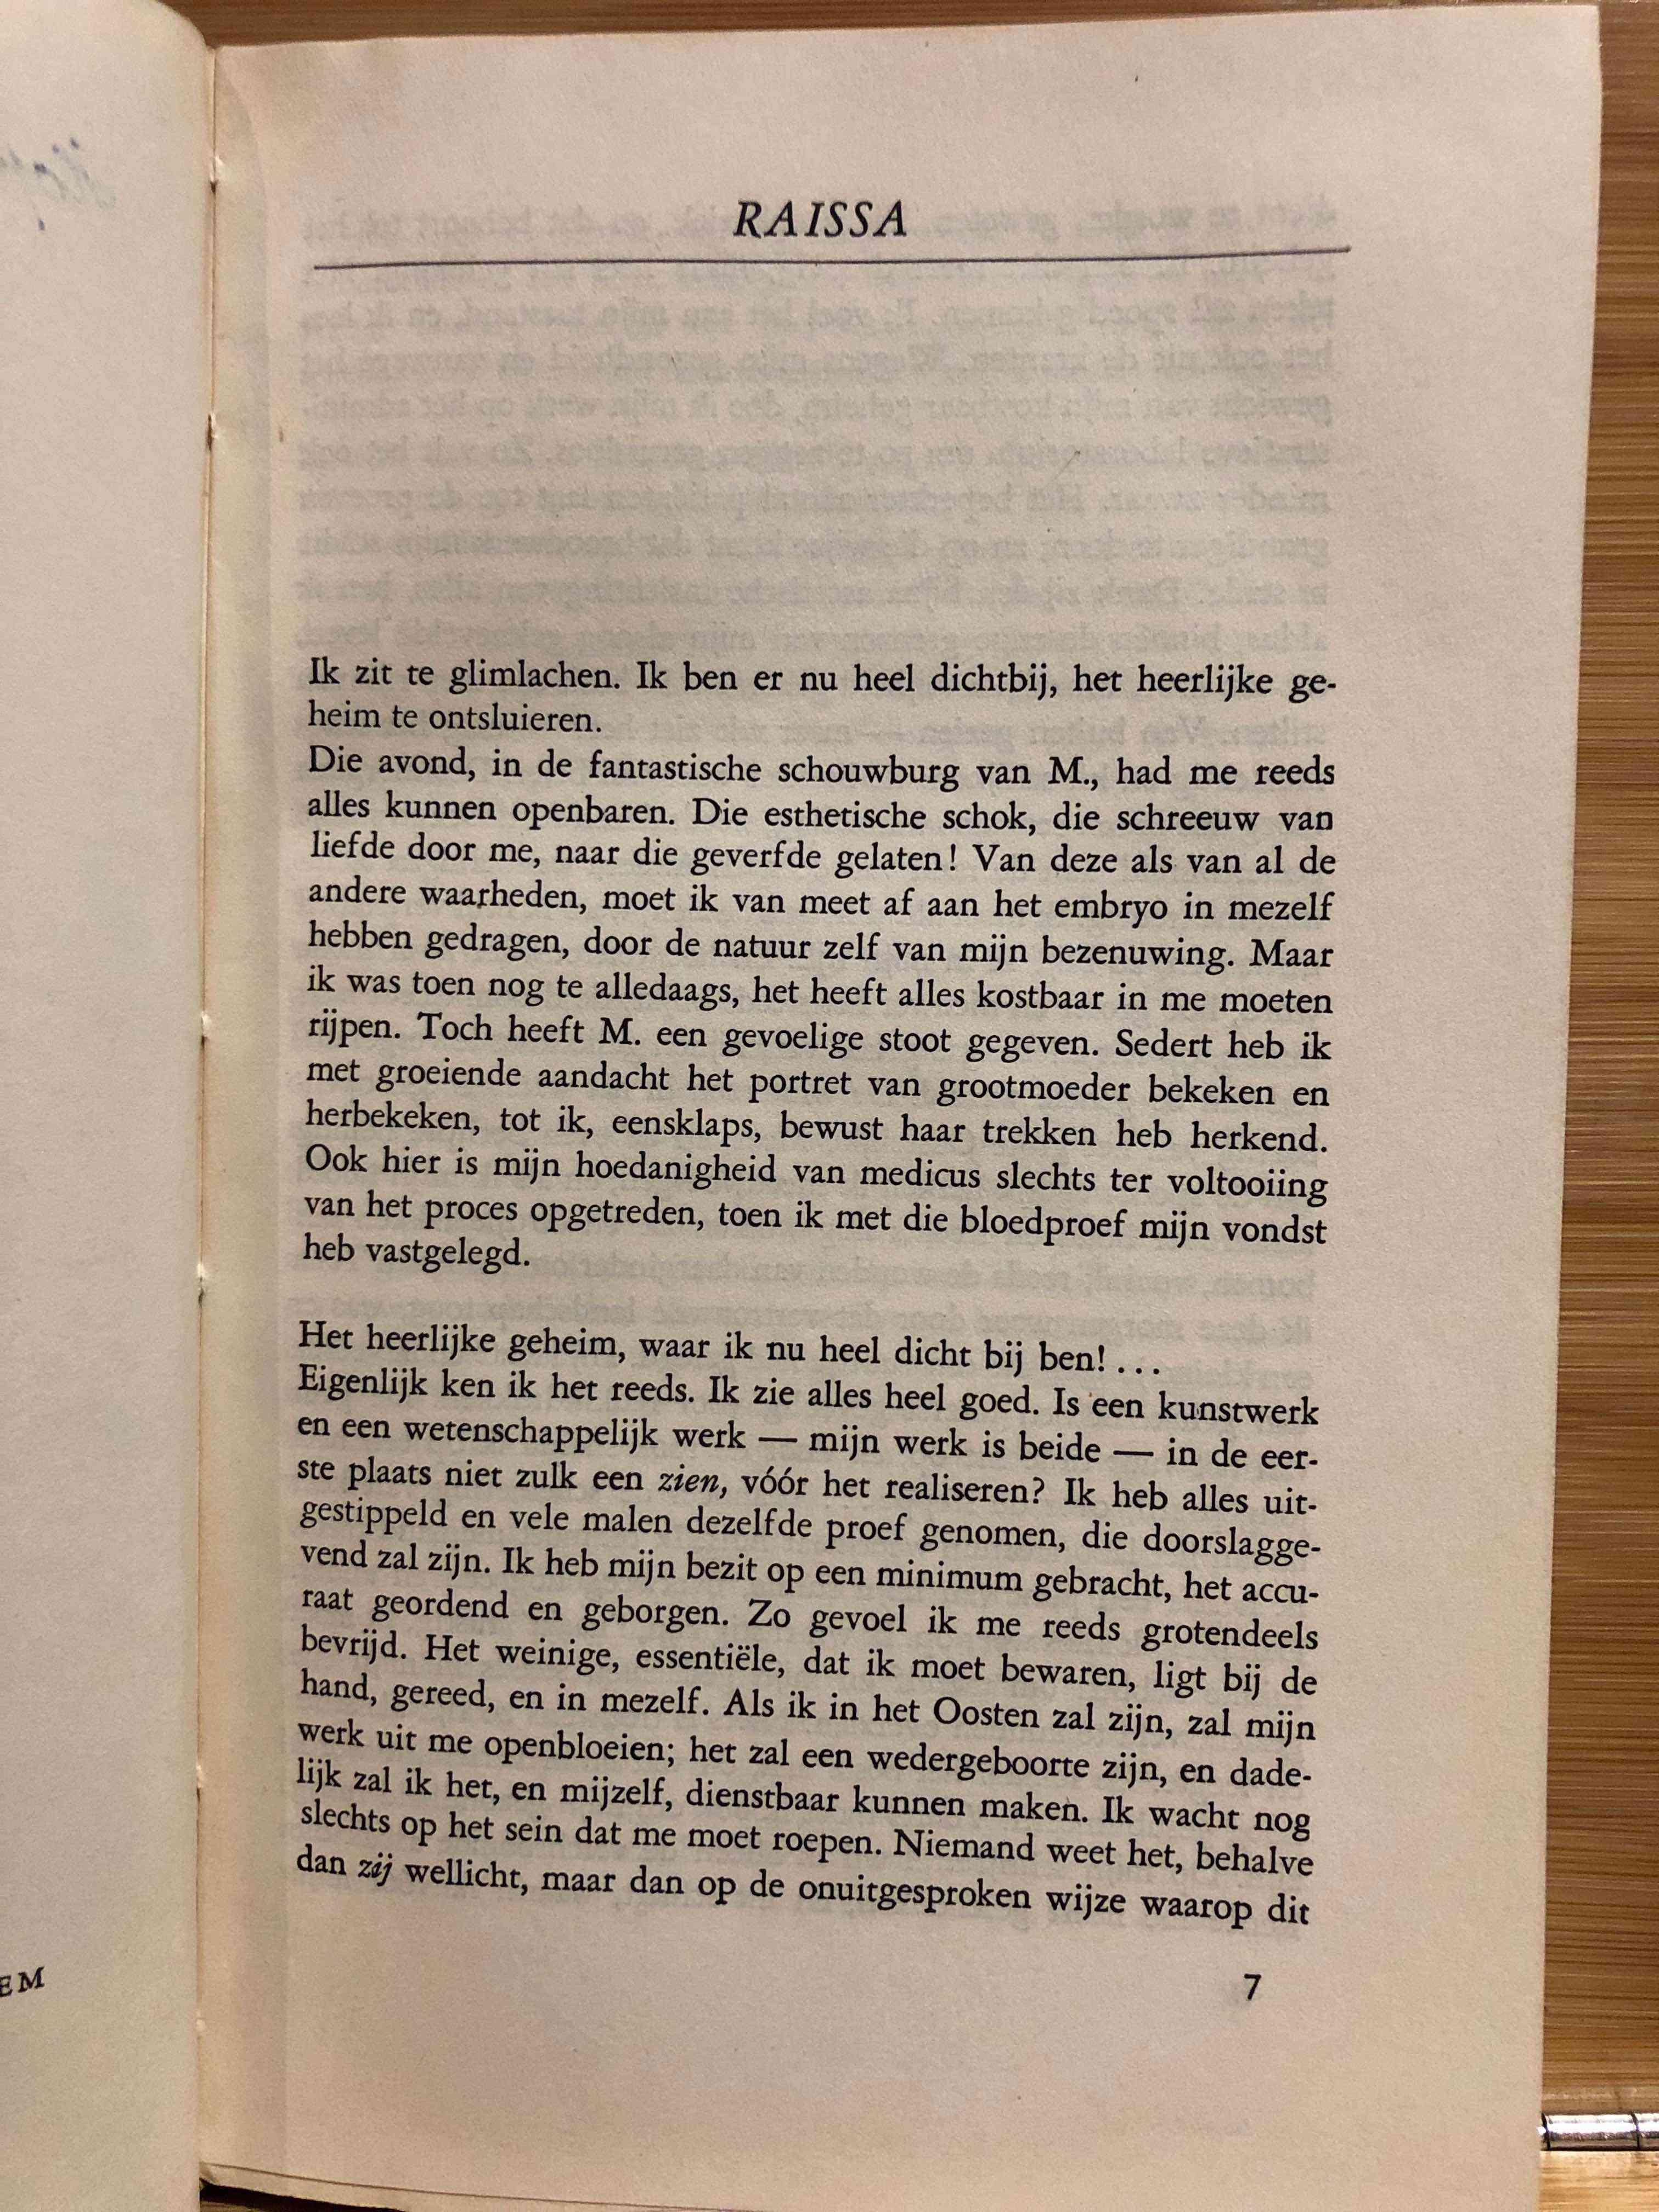 RAISSA
Ik zit te glimlachen. Ik ben er nu heel dichtbij, het heerlijke ge-
heim te ontsluieren.
Die avond, in de fantastische schouwburg van M., had me reeds
alles kunnen openbaren. Die esthetische schok, die schreeuw van
liefde door me, naar die geverfde gelaten! Van deze als van al de
andere waarheden, moet ik van meet af aan het embryo in mezelf
hebben gedragen, door de natuur zelf van mijn bezenuwing. Maar
ik was toen nog te alledaags, het heeft alles kostbaar in me moeten
rijpen. Toch heeft M. een gevoelige stoot gegeven. Sedert heb ik
met groeiende aandacht het portret van grootmoeder bekeken en
herbekeken, tot ik, eensklaps, bewust haar trekken heb herkend.
Ook hier is mijn hoedanigheid van medicus slechts ter voltooiing
van het proces opgetreden, toen ik met die bloedproef mijn vondst
heb vastgelegd.
Het heerlijke geheim, waar ik nu heel dicht bij ben! . . .
Eigenlijk ken ik het reeds. Ik zie alles heel goed. Is een kunstwerk
en een wetenschappelijk werk — mijn werk is beide — in de eer-
ste plaats niet zulk een zien, vóór het realiseren? Ik heb alles uit-
gestippeld en vele malen dezelfde proef genomen, die doorslagge-
vend zal zijn. Ik heb mijn bezit op een minimum gebracht, het accu-
raat geordend en geborgen. Zo gevoel ik me reeds grotendeels
bevrijd. Het weinige, essentiële, dat ik moet bewaren, ligt bij de
hand, gereed, en in mezelf. Als ik in het Oosten zal zijn, zal mijn
werk uit me openbloeien; het zal een wedergeboorte zijn, en dade-
lijk zal ik het, en mijzelf, dienstbaar kunnen maken. Ik wacht nog
slechts op het sein dat me moet roepen. Niemand weet het, behalve
dan zij wellicht, maar dan op de onuitgesproken wijze waarop dit
7
EM